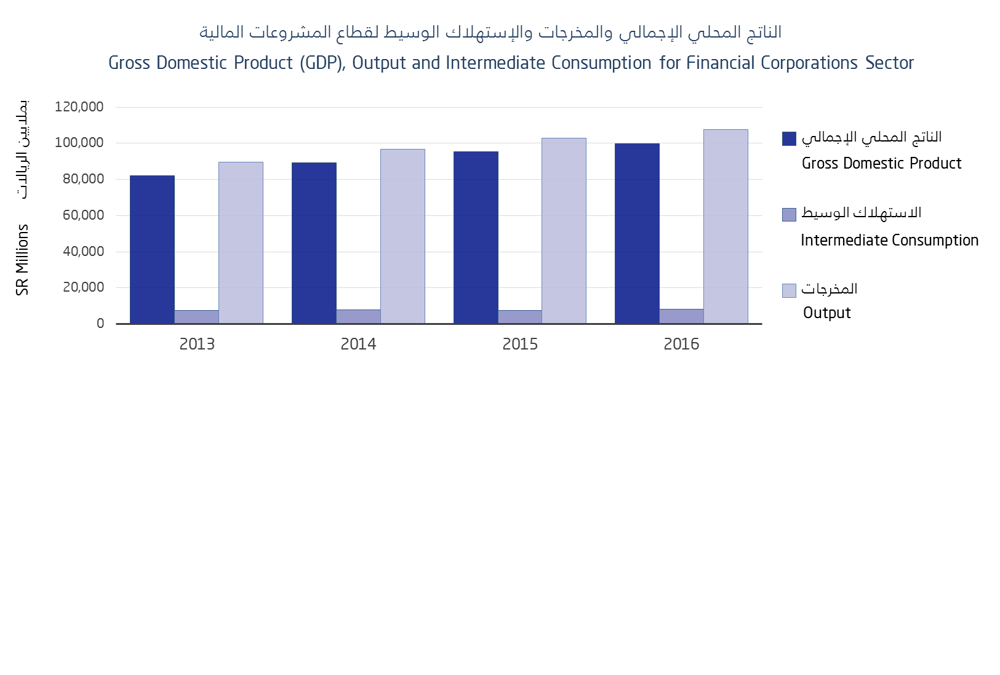 الناتج المحلي الإجمالي والمخرجات والإستهلاك الوسيط لقطاع المشروعات المالية
Gross Domestic Product (GDP), Output and Intermediate Consumption for Financial Corporations Sector
بملايين الريالات
SR Millions
120,000
100,000
80,000
60,000
40,000
20,000
0
2013
2014
2015
2016
الناتج المحلي الإجمالي
Gross Domestic Product
الاستهلاك الوسيط
Intermediate Consumption
المخرجات
Output